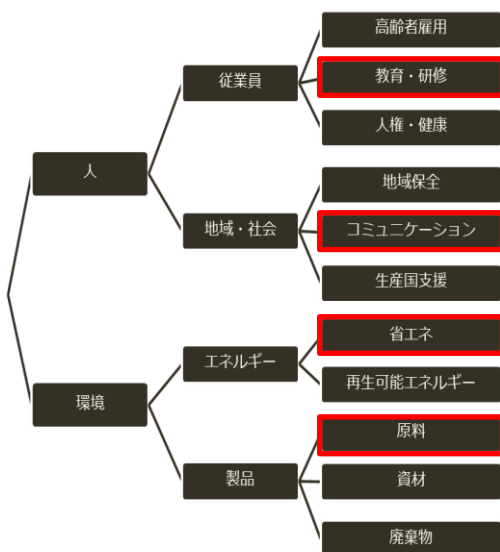 高齢者雇用
従業員
教育・研修
人権・健康
人
地域保全
地域・社会
コミュニケーション
生産国支援
省エネ
エネルギー
再生可能エネルギー
環境
原料
製品
資材
廃棄物